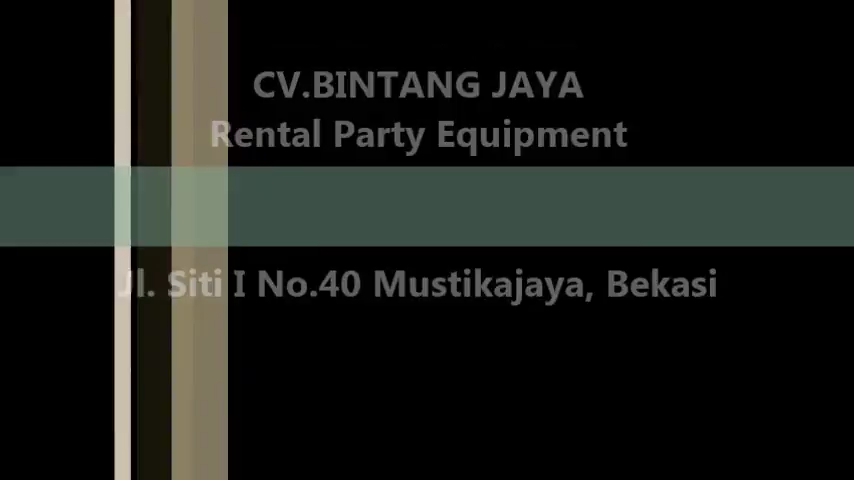 CV.BINTANG JAYA
Rental Party Equipment
Jl. Siti I No.40 Mustikajaya, Bekasi